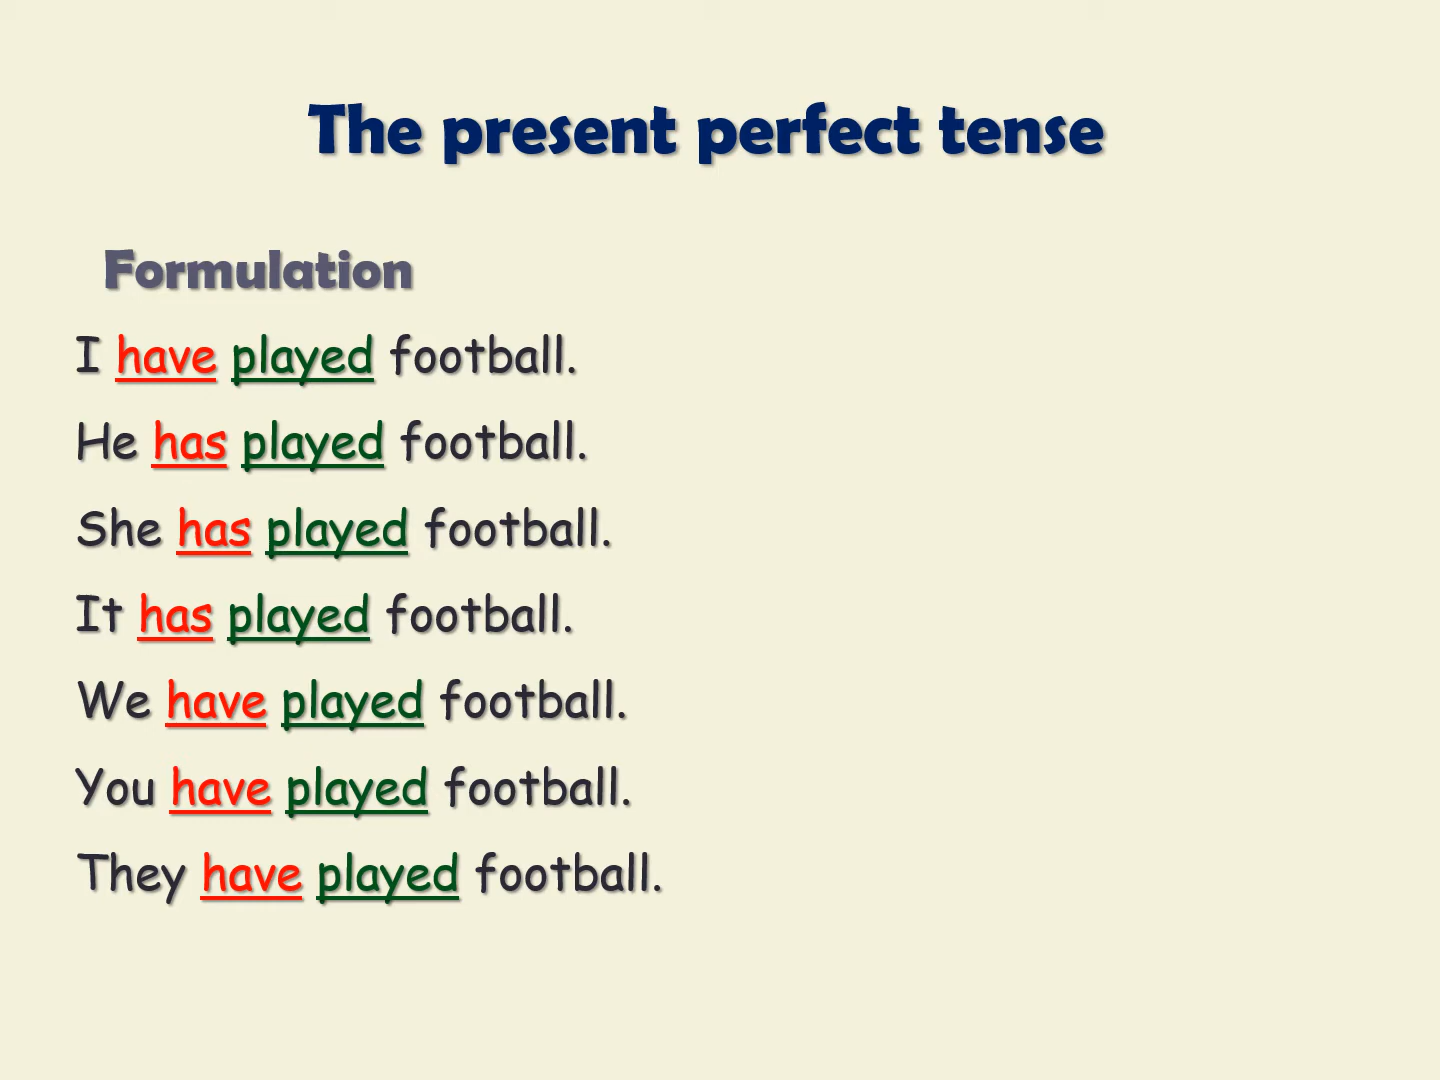 The present perfect tense
Formulation
I have played football.
He has played football.
She has played football.
It has played football.
We have played football.
You have played football.
They have played football.